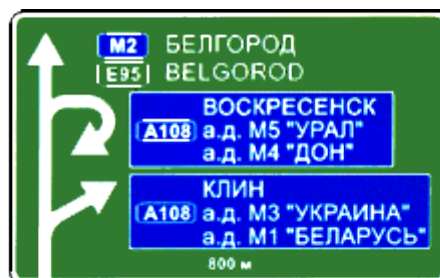 M2 БЕЛГОРОД
E95 BELGOROD
ВОСКРЕСЕНСК
A108 а.д. М5 "УРАЛ"
а.д. М4 "ДОН"
КЛИН
A108 а.д. М3 "УКРАИНА"
а.д. М1 "БЕЛАРУСЬ"
800 м